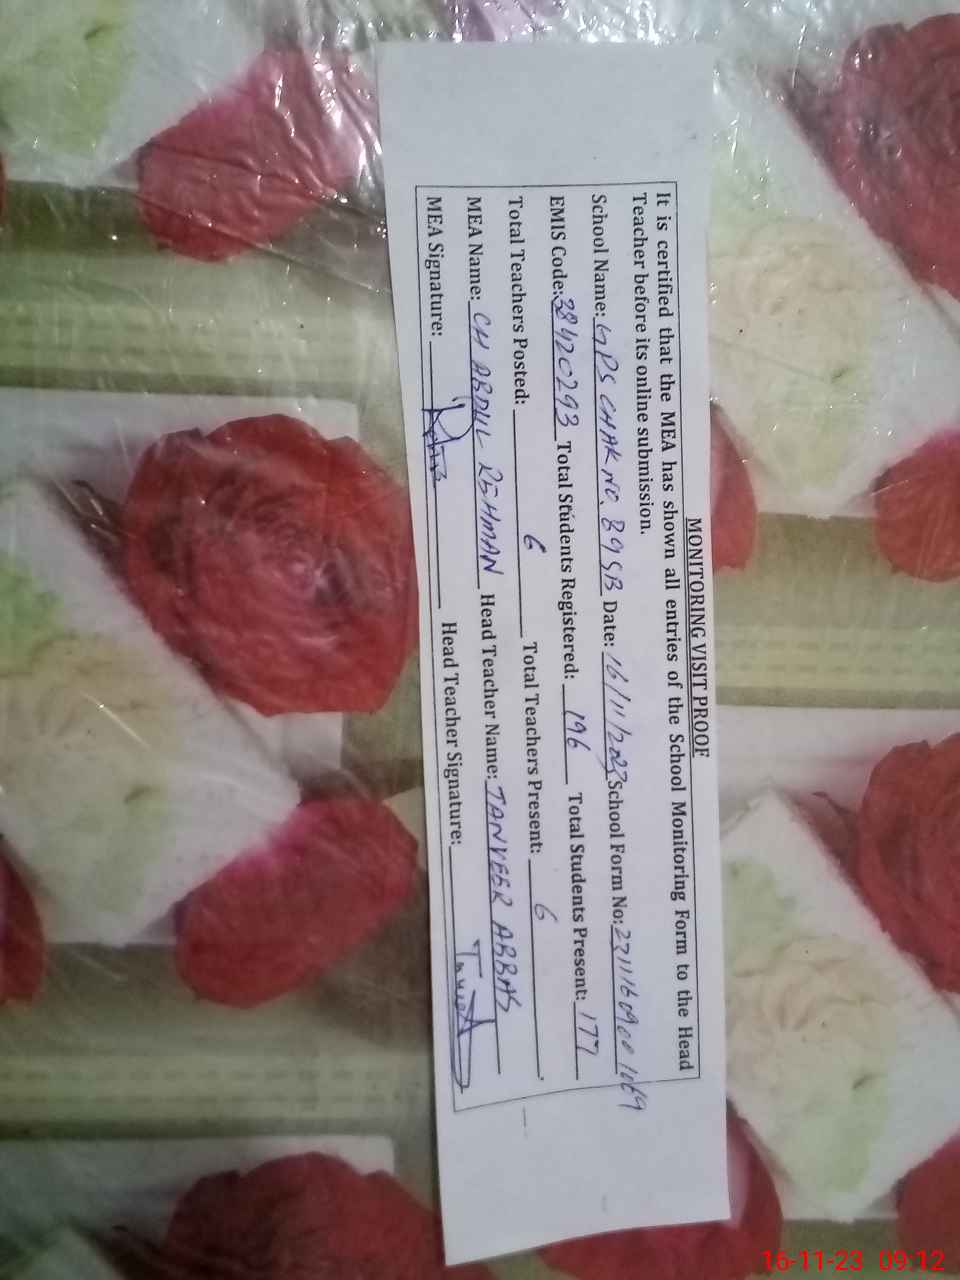 MONITORING VISIT PROOF
It is certified that the MEA has shown all entries of the School Monitoring Form to the Head
Teacher before its online submission.
School Name: GPS CHAK NO. 89 SB Date: 16/11/2023 School Form No:
EMIS Code: 38420293 Total Students Registered: 196 Total Students Present: 177
Total Teachers Posted: 6 Total Teachers Present: 6.
MEA Name: CH ABDUL REHMAN Head Teacher Name: TANVEER ABBAS
MEA Signature: Head Teacher Signature:
16-11-23 09:12